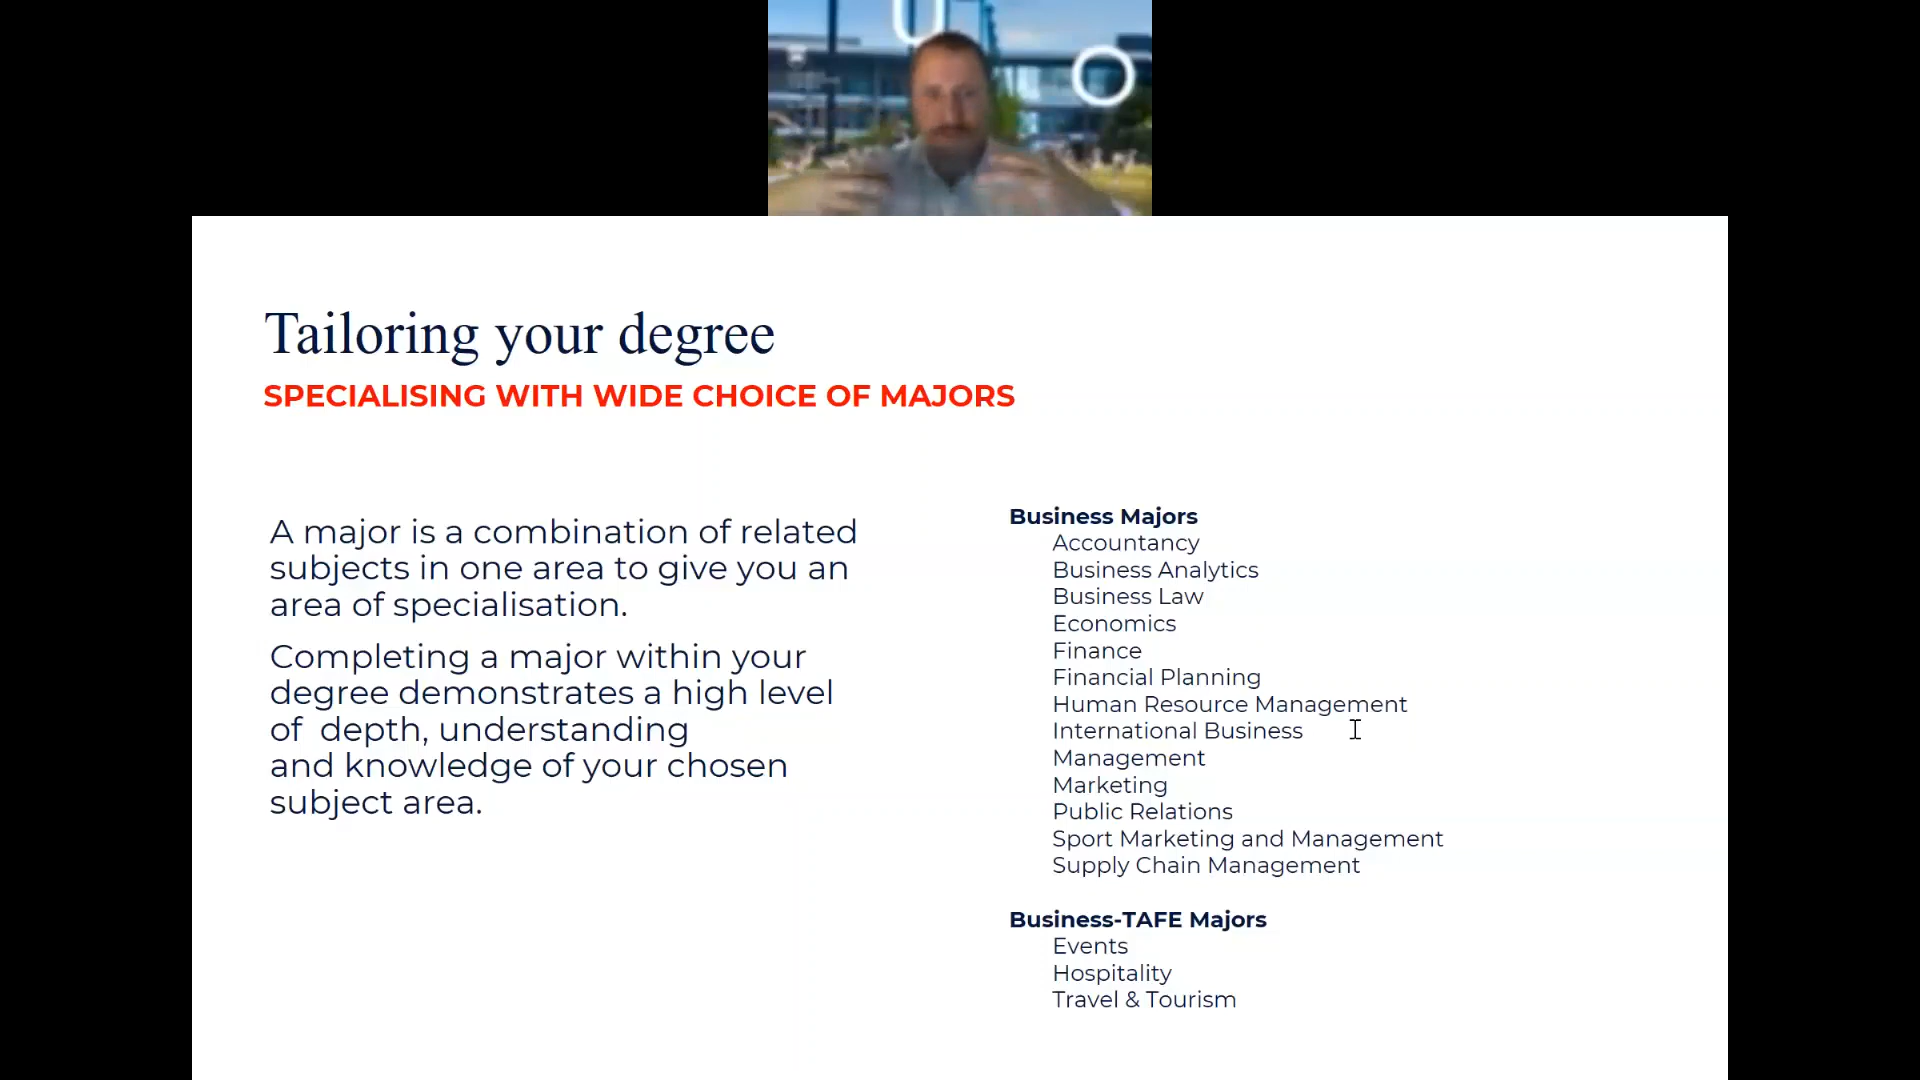 Tailoring your degree
SPECIALISING WITH WIDE CHOICE OF MAJORS
A major is a combination of related
subjects in one area to give you an
area of specialisation.
Completing a major within your
degree demonstrates a high level
of  depth, understanding
and knowledge of your chosen
subject area.
Business Majors
Accountancy
Business Analytics
Business Law
Economics
Finance
Financial Planning
Human Resource Management
International Business
Management
Marketing
Public Relations
Sport Marketing and Management
Supply Chain Management
Business-TAFE Majors
Events
Hospitality
Travel & Tourism